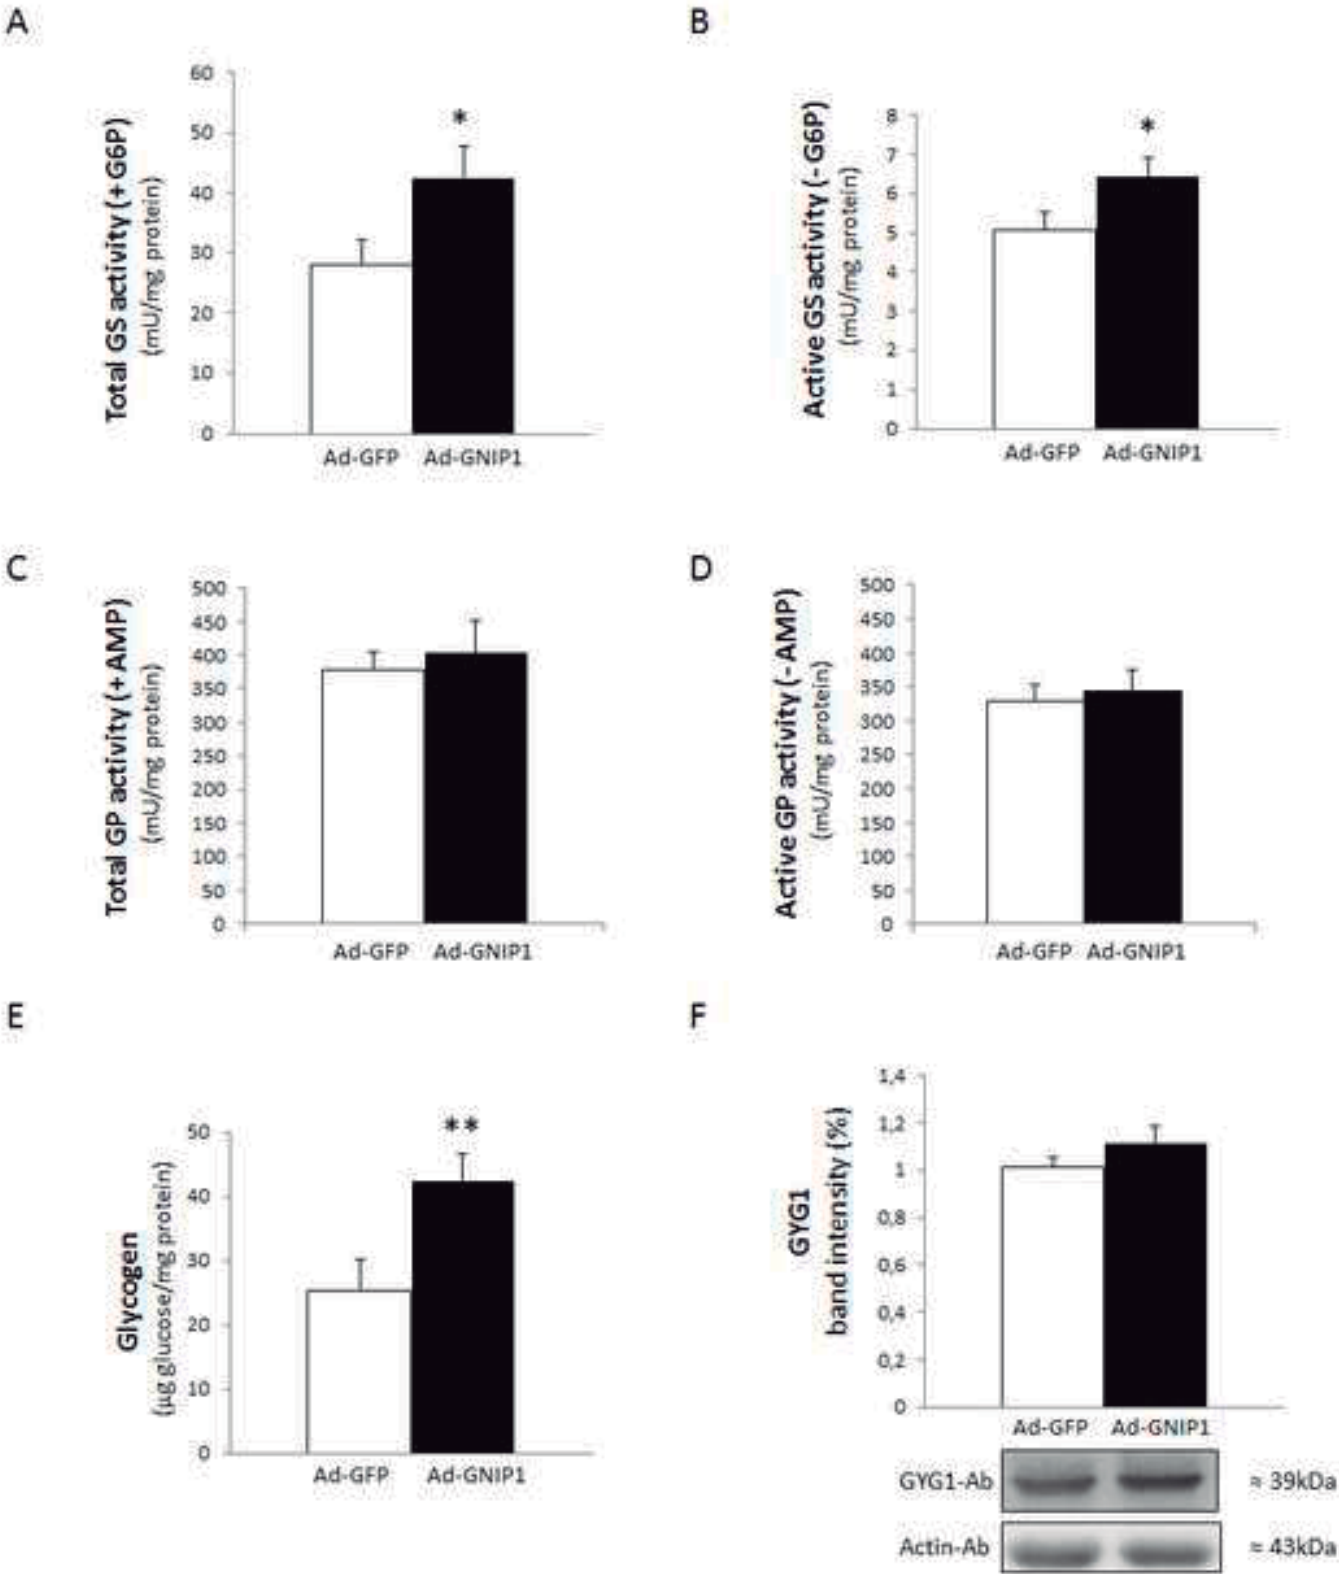 A
Total GS activity (+ G6P)
(mU/mg protein)
60
50
40
30
20
10
0
*
Ad-GFP Ad-GNIP1
B
Active GS activity (- G6P)
(mU/mg protein)
8
7
6
5
4
3
2
1
0
*
Ad-GFP Ad-GNIP1
C
Total GP activity (+ AMP)
(mU/mg protein)
500
450
400
350
300
250
200
150
100
50
0
Ad-GFP Ad-GNIP1
D
Active GP activity (- AMP)
(mU/mg protein)
500
450
400
350
300
250
200
150
100
50
0
Ad-GFP Ad-GNIP1
E
Glycogen
(µg glucose/mg protein)
50
40
30
20
10
0
**
Ad-GFP Ad-GNIP1
F
GYG1
band intensity (%)
1,4
1,2
1
0,8
0,6
0,4
0,2
0
Ad-GFP Ad-GNIP1
GYG1-Ab ≈ 39kDa
Actin-Ab ≈ 43kDa